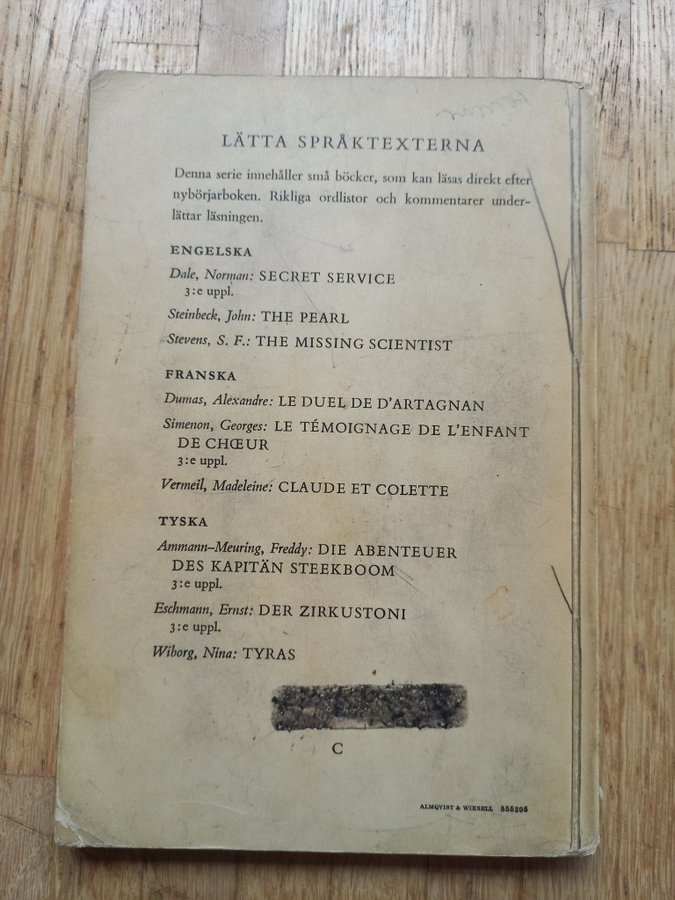 LÄTTA SPRÅKTEXTERNA
Denna serie innehåller små böcker, som kan läsas direkt efter
nybörjarboken. Rikliga ordlistor och kommentarer under-
lättar läsningen.
ENGELSKA
Dale, Norman: SECRET SERVICE
3:e uppl.
Steinbeck, John: THE PEARL
Stevens, S. F.: THE MISSING SCIENTIST
FRANSKA
Dumas, Alexandre: LE DUEL DE D'ARTAGNAN
Simenon, Georges: LE TÉMOIGNAGE DE L'ENFANT
DE CHŒUR
3:e uppl.
Vermeil, Madeleine: CLAUDE ET COLETTE
TYSKA
Ammann–Meuring, Freddy: DIE ABENTEUER
DES KAPITÄN STEEKBOOM
3:e uppl.
Eschmann, Ernst: DER ZIRKUSTONI
3:e uppl.
Wiborg, Nina: TYRAS
C
ALMQVIST & WIKSELL 555205